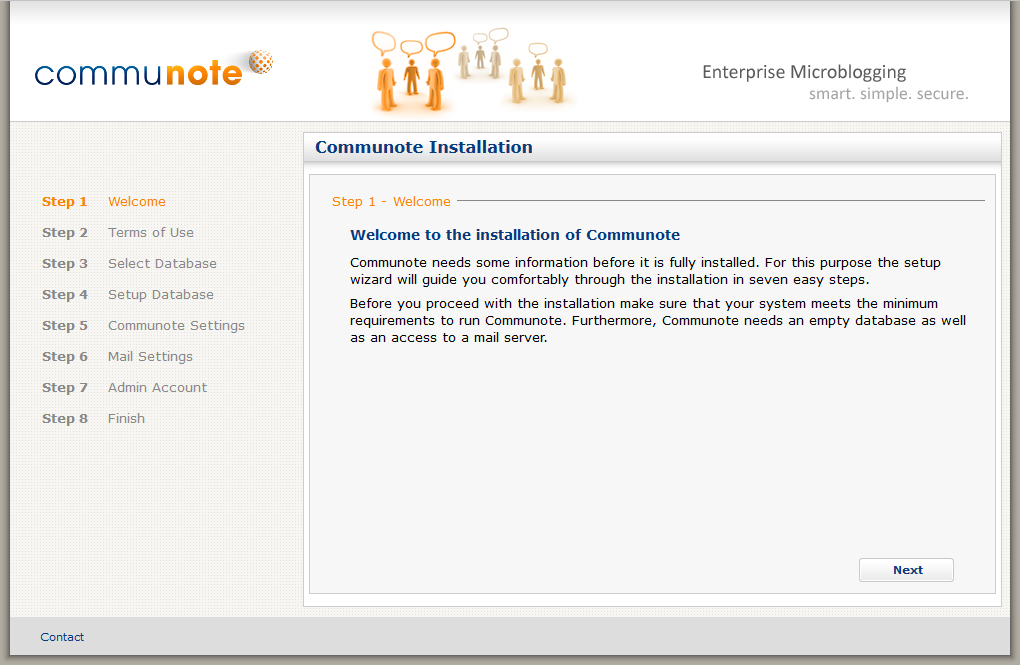 communote
Enterprise Microblogging
smart. simple. secure.
Communote Installation
Step 1 Welcome
Step 2 Terms of Use
Step 3 Select Database
Step 4 Setup Database
Step 5 Communote Settings
Step 6 Mail Settings
Step 7 Admin Account
Step 8 Finish
Step 1 - Welcome
Welcome to the installation of Communote
Communote needs some information before it is fully installed. For this purpose the setup
wizard will guide you comfortably through the installation in seven easy steps.
Before you proceed with the installation make sure that your system meets the minimum
requirements to run Communote. Furthermore, Communote needs an empty database as well
as an access to a mail server.
Next
Contact